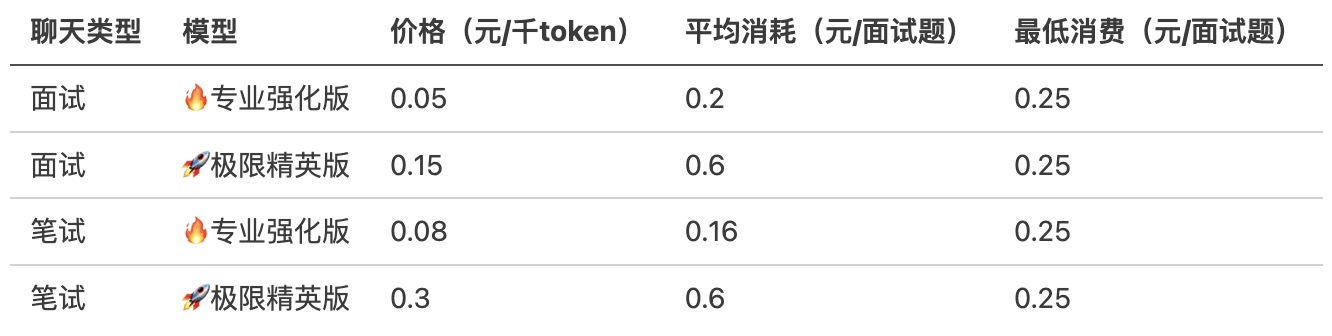 聊天类型 模型 价格（元/千token） 平均消耗（元/面试题） 最低消费（元/面试题）
面试 🔥专业强化版 0.05 0.2 0.25
面试 🚀极限精英版 0.15 0.6 0.25
笔试 🔥专业强化版 0.08 0.16 0.25
笔试 🚀极限精英版 0.3 0.6 0.25